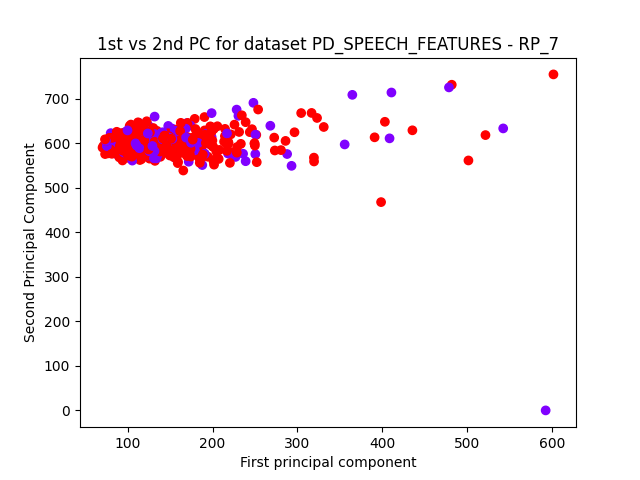 1st vs 2nd PC for dataset PD_SPEECH_FEATURES - RP_7
Second Principal Component
700
600
500
400
300
200
100
0
100 200 300 400 500 600
First principal component